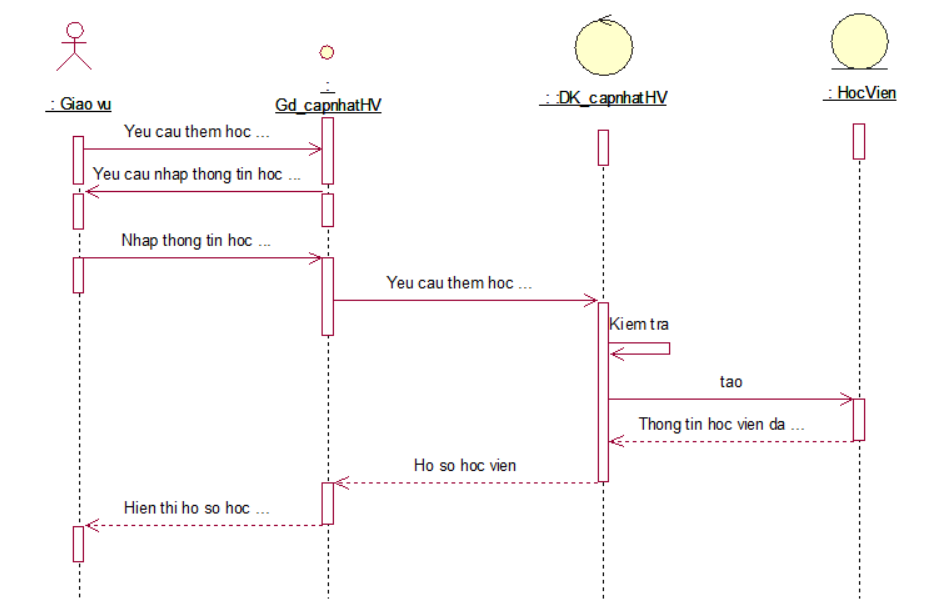 : Giao vu
:
Gd_capnhatHV
: :DK_capnhatHV
: HocVien
Yeu cau them hoc ...
Yeu cau nhap thong tin hoc ...
Nhap thong tin hoc ...
Yeu cau them hoc ...
Kiem tra
tao
Thong tin hoc vien da ...
Ho so hoc vien
Hien thi ho so hoc ...